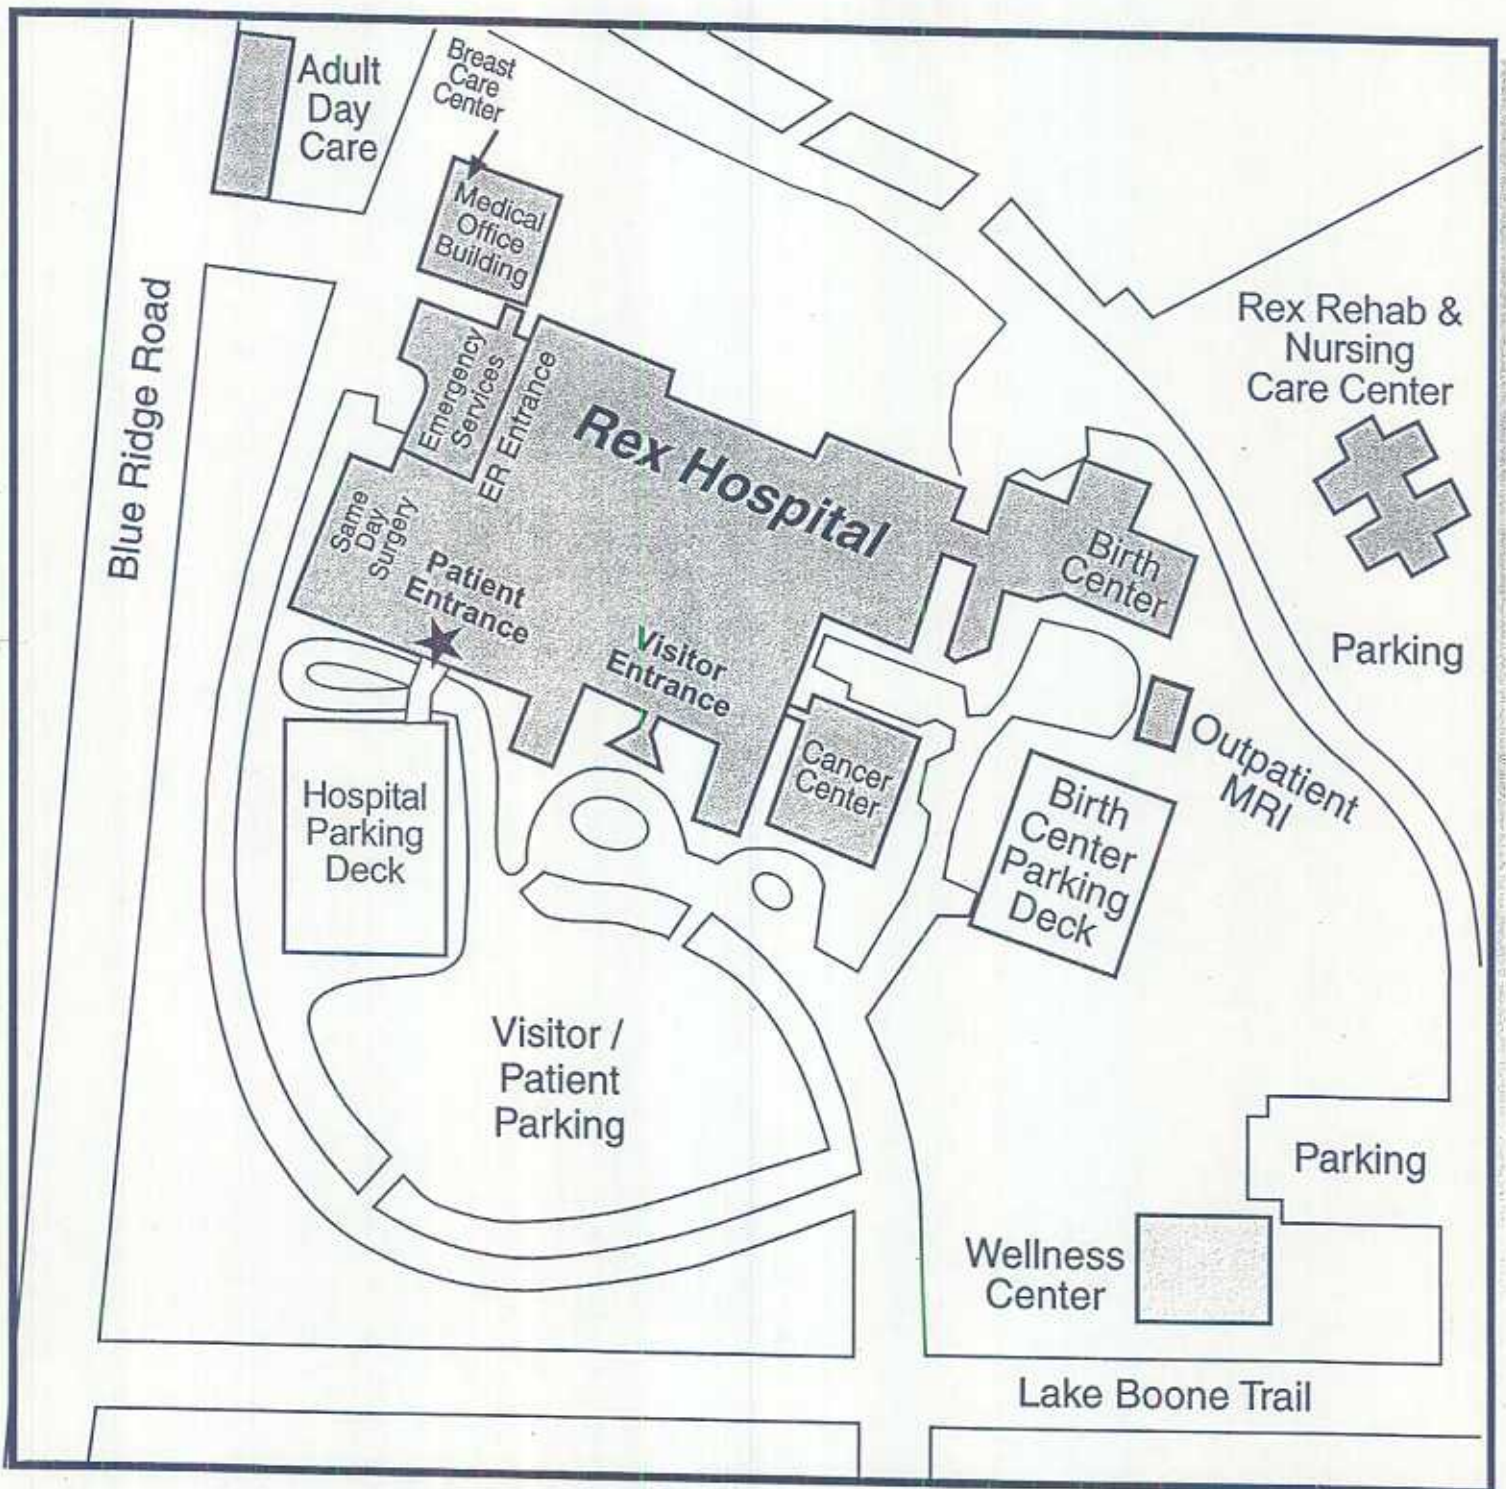 Adult
Day
Care
Breast
Care
Center
Medical
Office
Building
Blue Ridge Road
Emergency
Services
ER Entrance
Rex Hospital
Same
Day
Surgery
Patient
Entrance
Visitor
Entrance
Birth
Center
Rex Rehab &
Nursing
Care Center
Parking
Outpatient
MRI
Cancer
Center
Hospital
Parking
Deck
Birth
Center
Parking
Deck
Visitor /
Patient
Parking
Parking
Wellness
Center
Lake Boone Trail